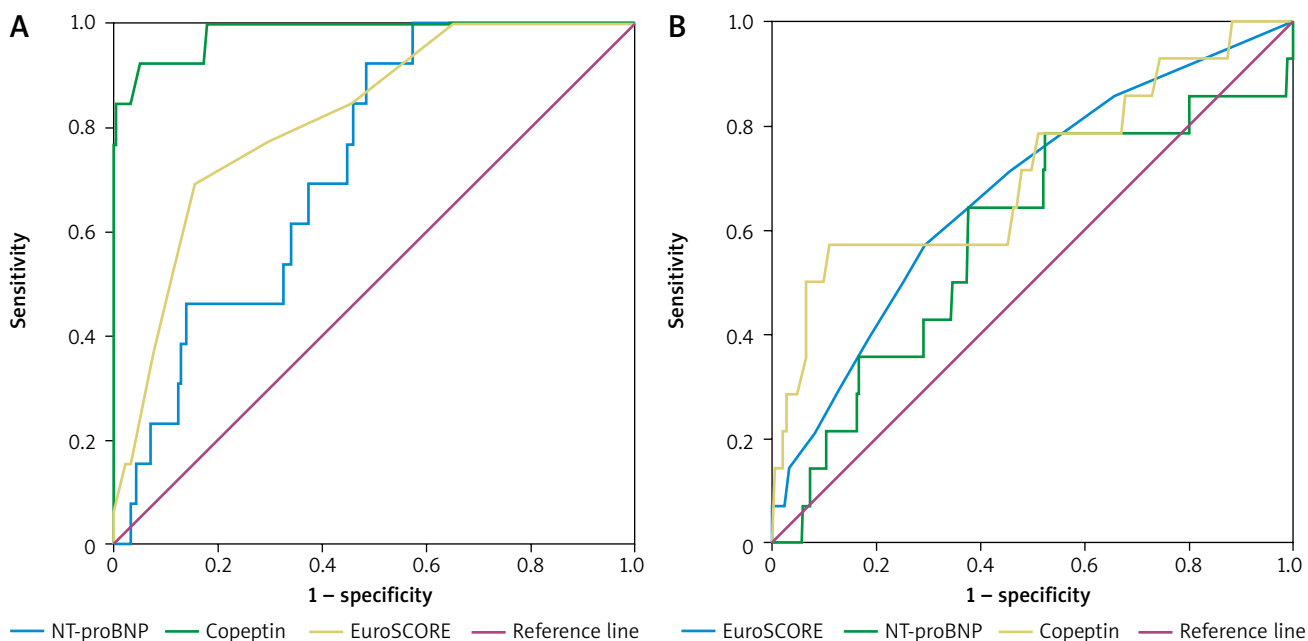 A
Sensitivity
1.0
0.8
0.6
0.4
0.2
0
0 0.2 0.4 0.6 0.8 1.0
1 – specificity
NT-proBNP Copeptin EuroSCORE Reference line
B
Sensitivity
1.0
0.8
0.6
0.4
0.2
0
0 0.2 0.4 0.6 0.8 1.0
1 – specificity
EuroSCORE NT-proBNP Copeptin Reference line